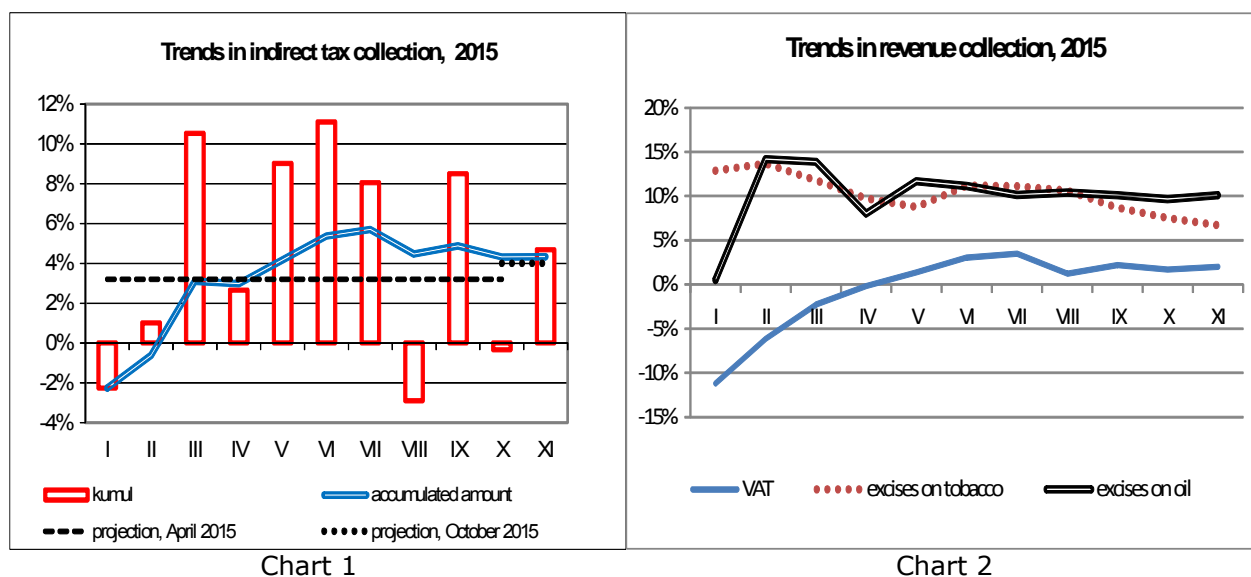 Trends in indirect tax collection, 2015
12%
10%
8%
6%
4%
2%
0%
-2%
-4%
I II III IV V VI VII VIII IX X XI
kumul
accumulated amount
projection, April 2015
projection, October 2015
Chart 1
Trends in revenue collection, 2015
20%
15%
10%
5%
0%
-5%
-10%
-15%
I II III IV V VI VII VIII IX X XI
VAT
excises on tobacco
excises on oil
Chart 2